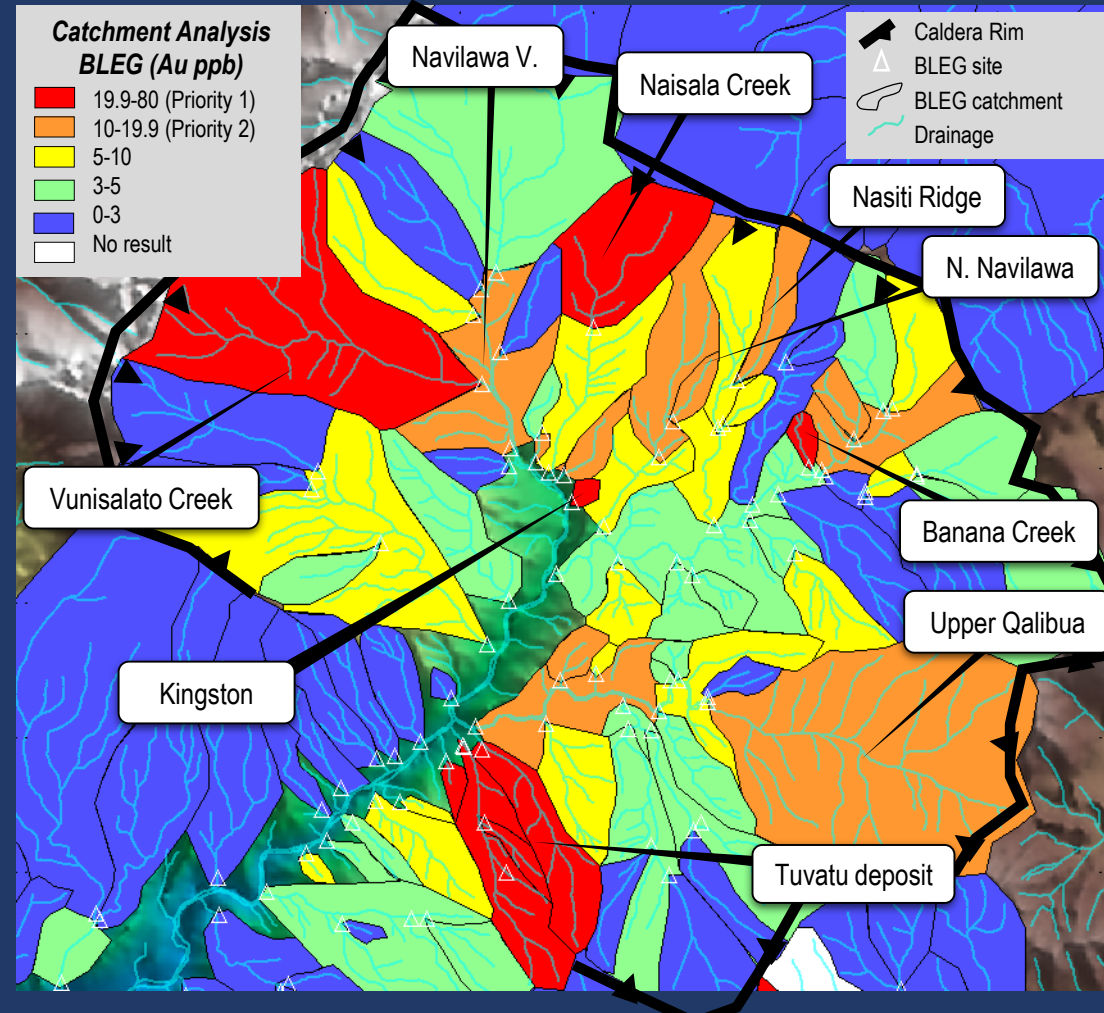 Catchment Analysis
BLEG (Au ppb)
19.9-80 (Priority 1)
10-19.9 (Priority 2)
5-10
3-5
0-3
No result
Caldera Rim
BLEG site
BLEG catchment
Drainage
Navilawa V.
Naisala Creek
Nasiti Ridge
N. Navilawa
Vunisalato Creek
Banana Creek
Upper Qalibua
Kingston
Tuvatu deposit